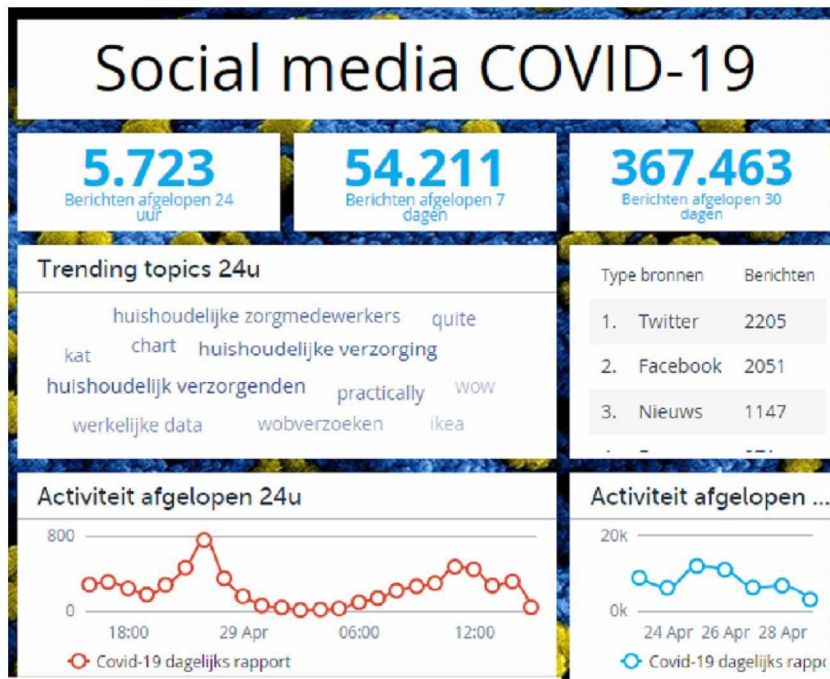 Social media COVID-19
5.723
Berichten afgelopen 24
uur
54.211
Berichten afgelopen 7
dagen
367.463
Berichten afgelopen 30
dagen
Trending topics 24u
huishoudelijke zorgmedewerkers quite
kat chart huishoudelijke verzorging
huishoudelijk verzorgenden practically wow
werkelijke data wobverzoeken ikea
Type bronnen Berichten
1. Twitter 2205
2. Facebook 2051
3. Nieuws 1147
Activiteit afgelopen 24u
800
0
18:00 29 Apr 06:00 12:00
Covid-19 dagelijks rapport
Activiteit afgelopen ...
20k
0k
24 Apr 26 Apr 28 Apr
Covid-19 dagelijks rappo